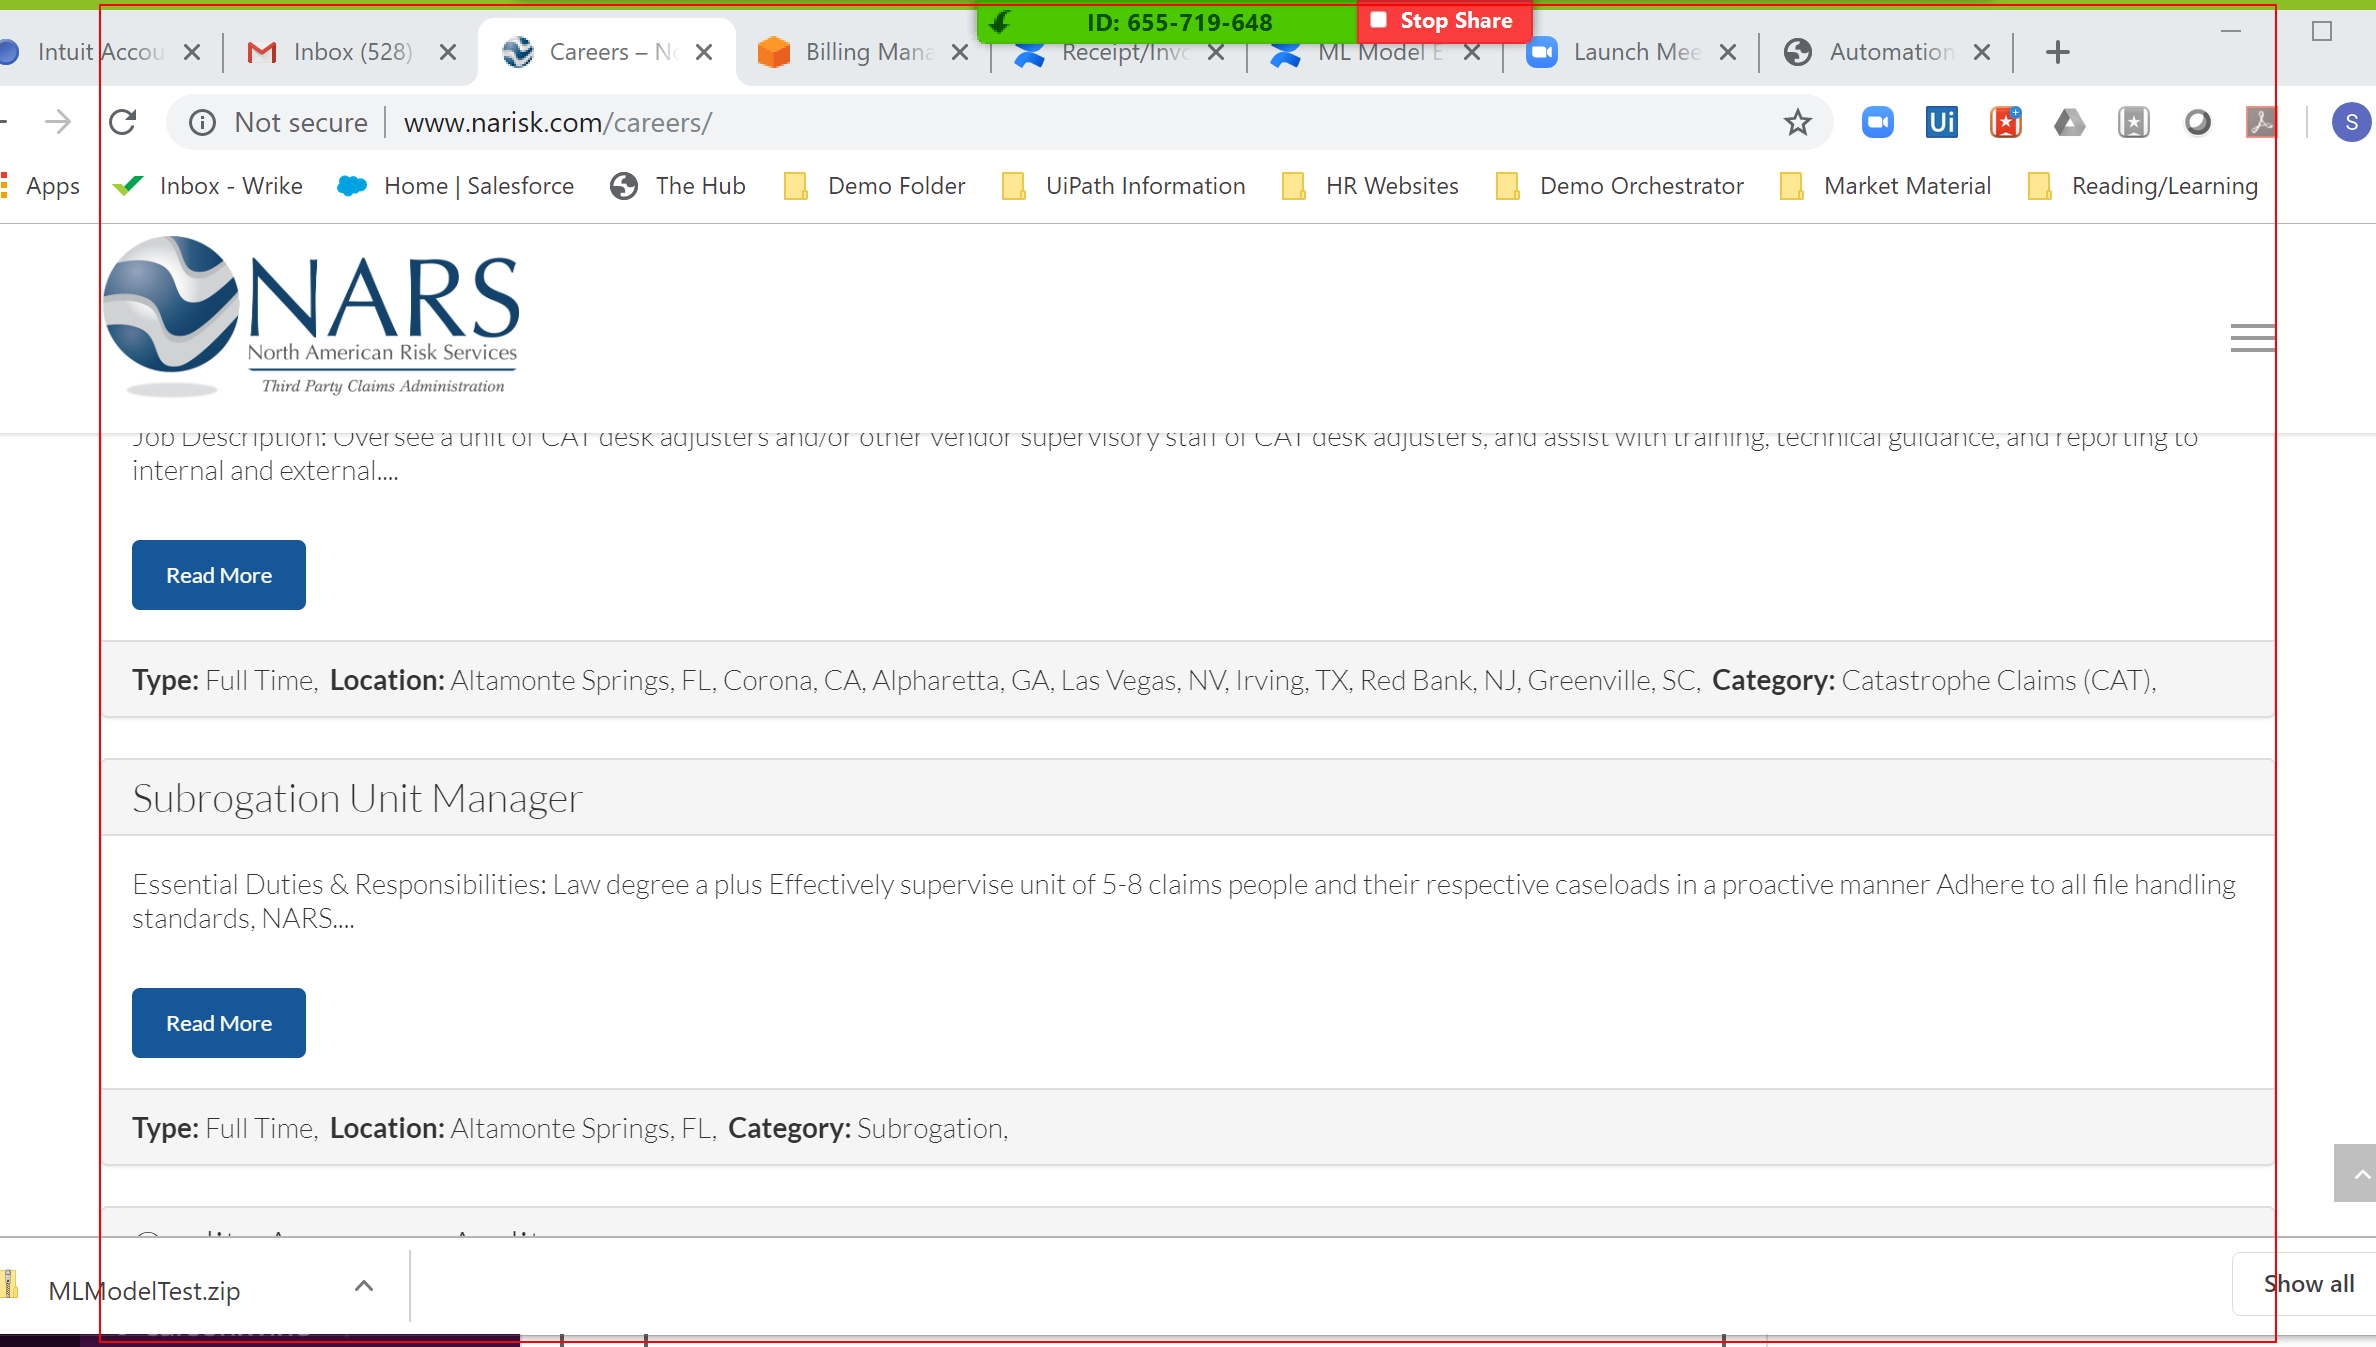 ID: 655-719-648 Stop Share
Intuit Accou Inbox (528) Careers – No Billing Mana Receipt/Invo ML Model E Launch Mee Automation
Not secure www.narisk.com/careers/ Ui S
Apps Inbox - Wrike Home | Salesforce The Hub Demo Folder UiPath Information HR Websites Demo Orchestrator Market Material Reading/Learning
NARS
North American Risk Services
Third Party Claims Administration
Job Description: Oversee a unit of CAT desk adjusters and/or other vendor supervisory staff of CAT desk adjusters, and assist with training, technical guidance, and reporting to
internal and external....
Read More
Type: Full Time, Location: Altamonte Springs, FL, Corona, CA, Alpharetta, GA, Las Vegas, NV, Irving, TX, Red Bank, NJ, Greenville, SC, Category: Catastrophe Claims (CAT),
Subrogation Unit Manager
Essential Duties & Responsibilities: Law degree a plus Effectively supervise unit of 5-8 claims people and their respective caseloads in a proactive manner Adhere to all file handling
standards, NARS....
Read More
Type: Full Time, Location: Altamonte Springs, FL, Category: Subrogation,
MLModelTest.zip Show all